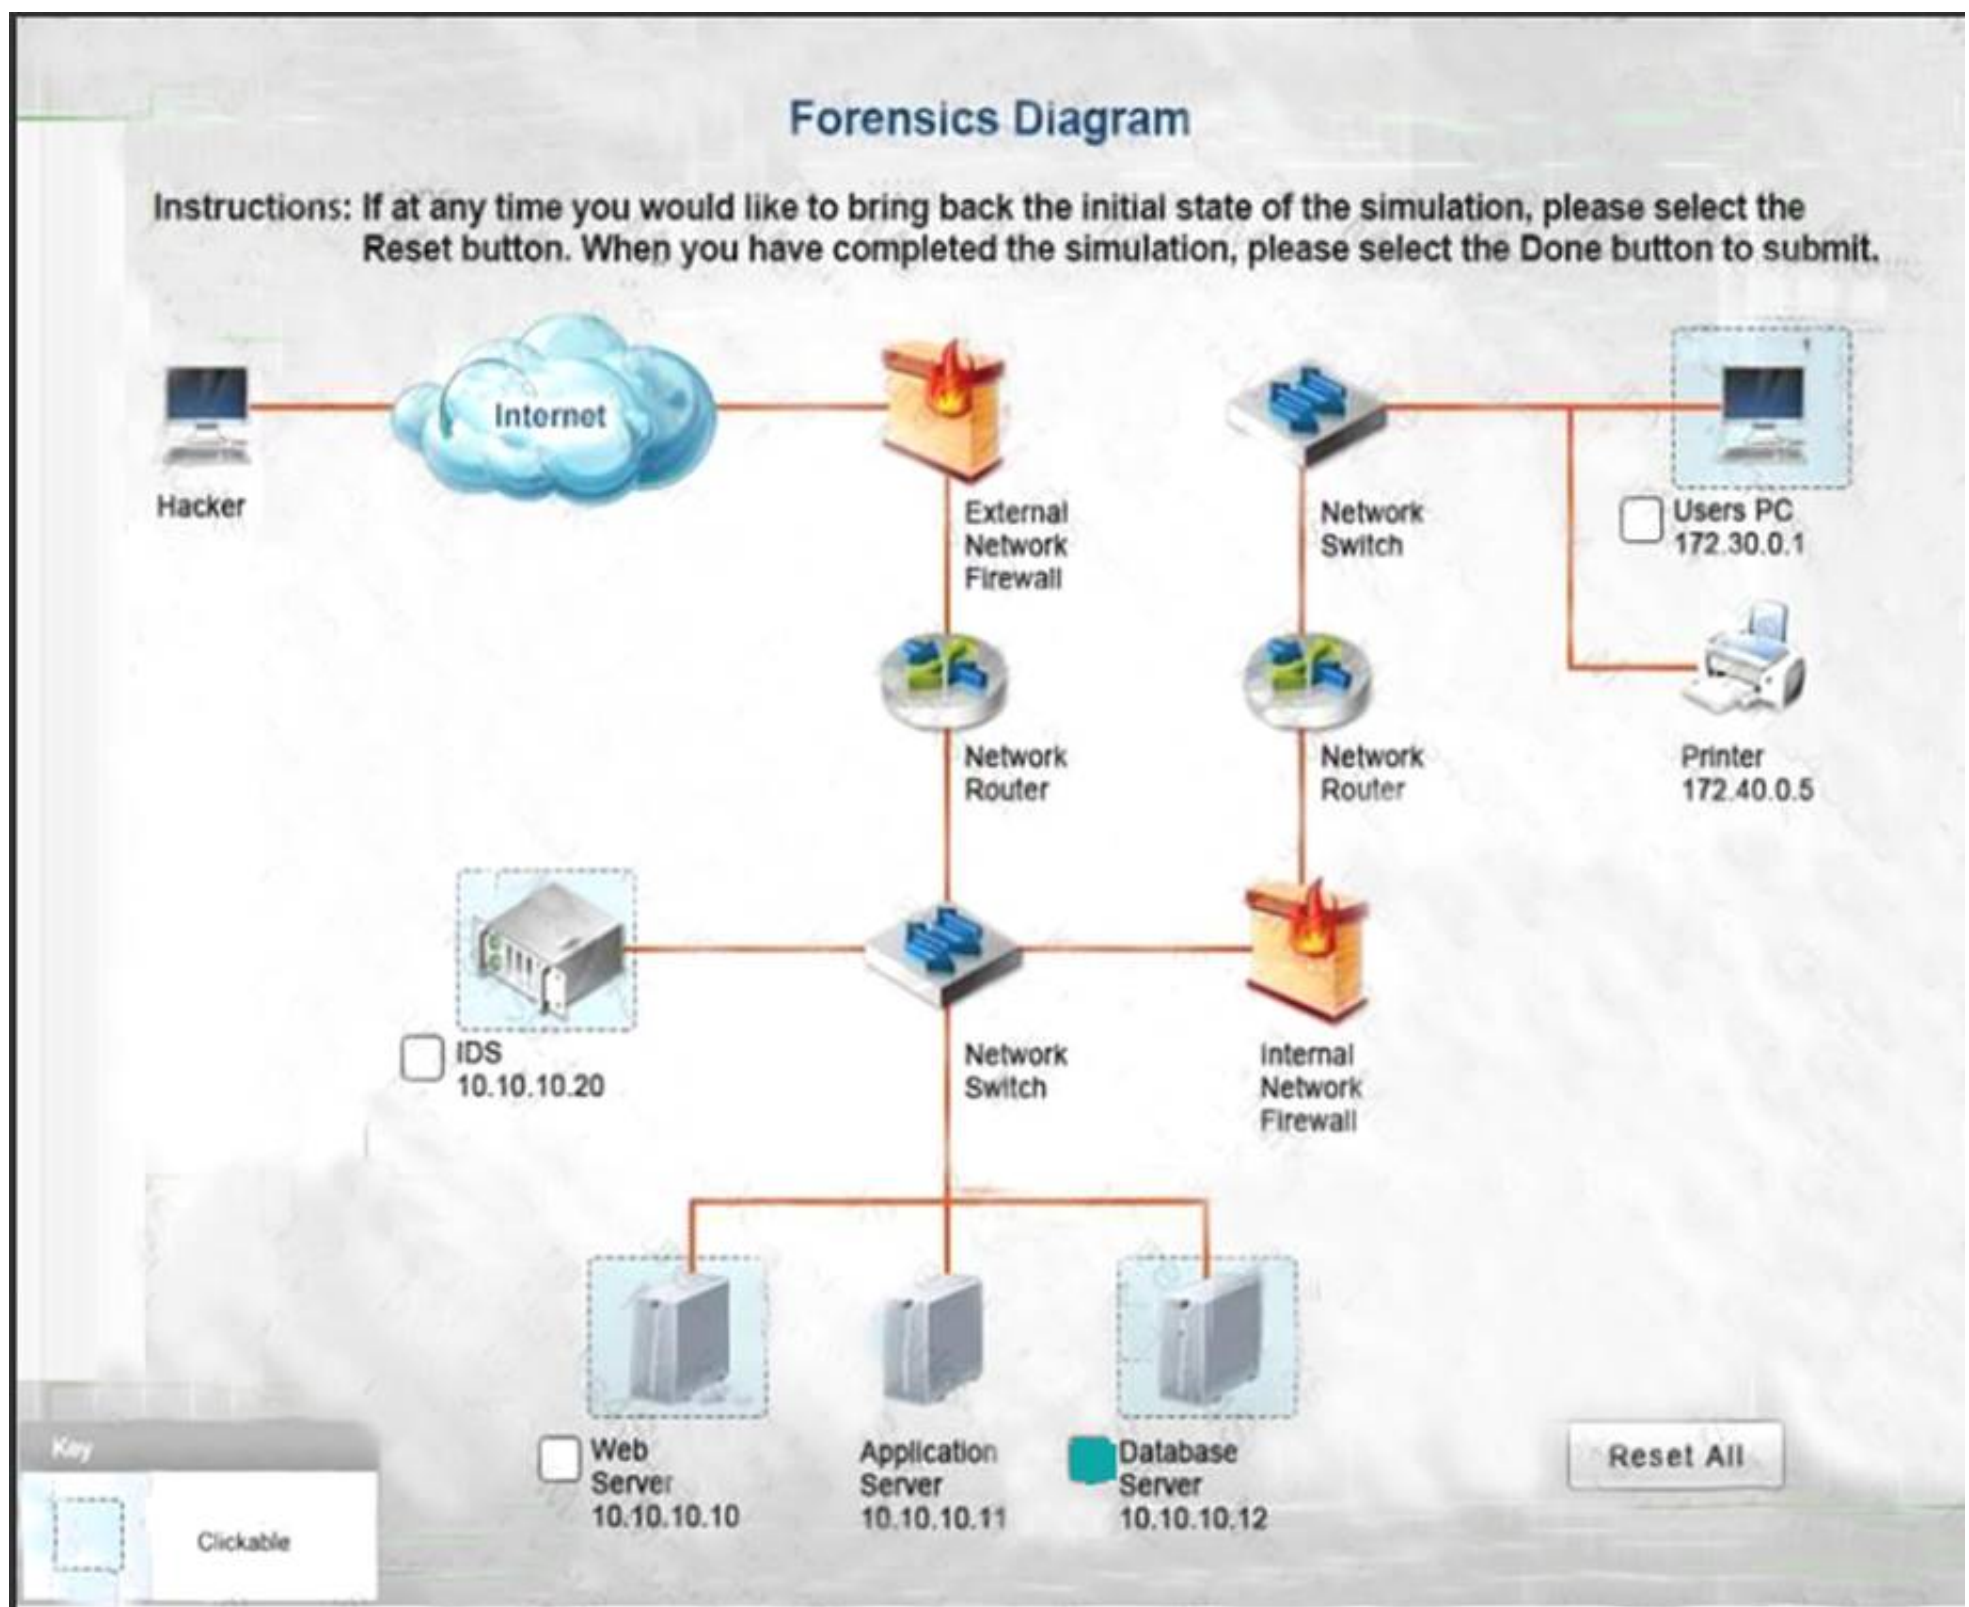 Forensics Diagram
Instructions: If at any time you would like to bring back the initial state of the simulation, please select the
Reset button. When you have completed the simulation, please select the Done button to submit.
Internet
Hacker
External
Network
Firewall
Network
Switch
Users PC
172.30.0.1
Network
Router
Network
Router
Printer
172.40.0.5
IDS
10.10.10.20
Network
Switch
Internal
Network
Firewall
Web
Server
10.10.10.10
Application
Server
10.10.10.11
Database
Server
10.10.10.12
Reset All
Key
Clickable